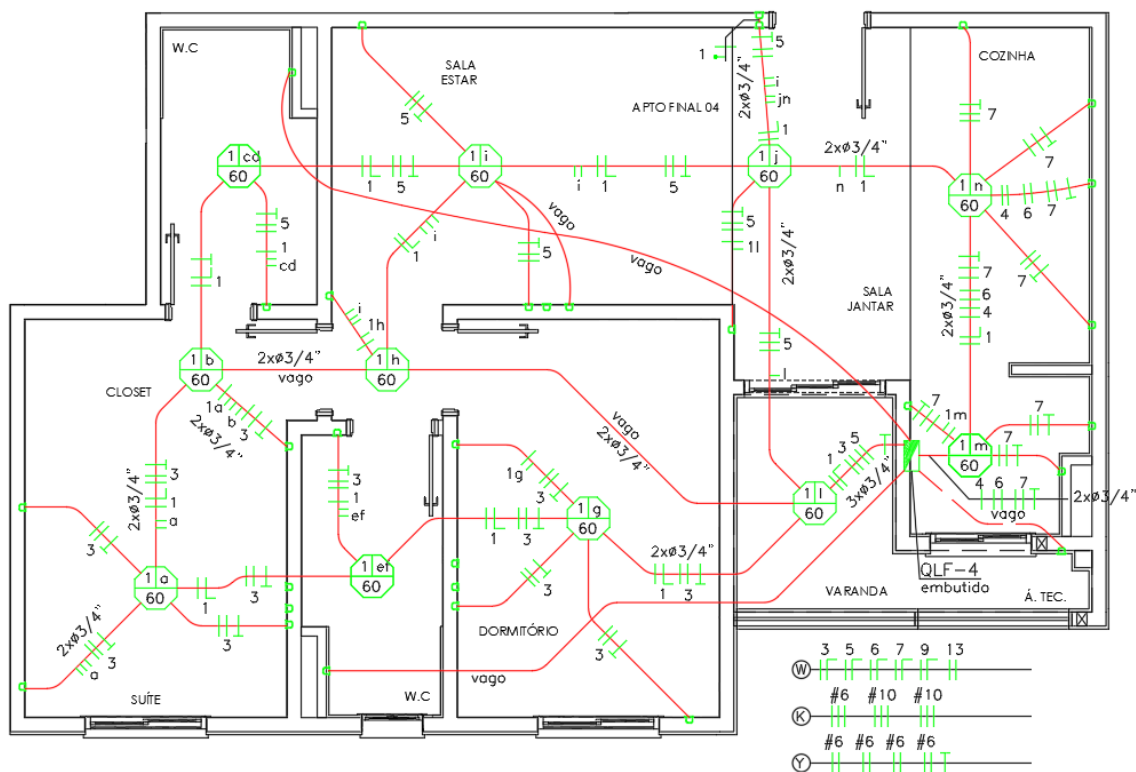 W.C
SALA
ESTAR
APTO FINAL 04
COZINHA
1
5
2xø3/4"
i
jn
1
5
7
7
2xø3/4"
1 cd
60
1 i
60
1 j
60
1 n
60
1
5
i
1
5
n
1
4 6 7
5
1
cd
1
i
1
vago
5
vago
5
1l
2xø3/4"
SALA
JANTAR
7
7
6
4
1
2xø3/4"
i
1h
2xø3/4"
vago
1 b
60
1 h
60
CLOSET
1a
b
3
2xø3/4"
vago
2xø3/4"
5
l
7
1m
7
3
1
a
2xø3/4"
3
1
ef
1g
3
1 3 5
3xø3/4"
1 m
60
7
4 6 7
vago
2xø3/4"
1 l
60
1 g
60
1
3
3
1 a
60
1 ef
60
1
3
3
2xø3/4"
1 3
2xø3/4"
3
a
3
3
QLF-4
embutido
VARANDA
Á. TEC.
DORMITÓRIO
SUÍTE
W.C
vago
W 3 5 6 7 9 13
K #6 #10 #10
Y #6 #6 #6 #6